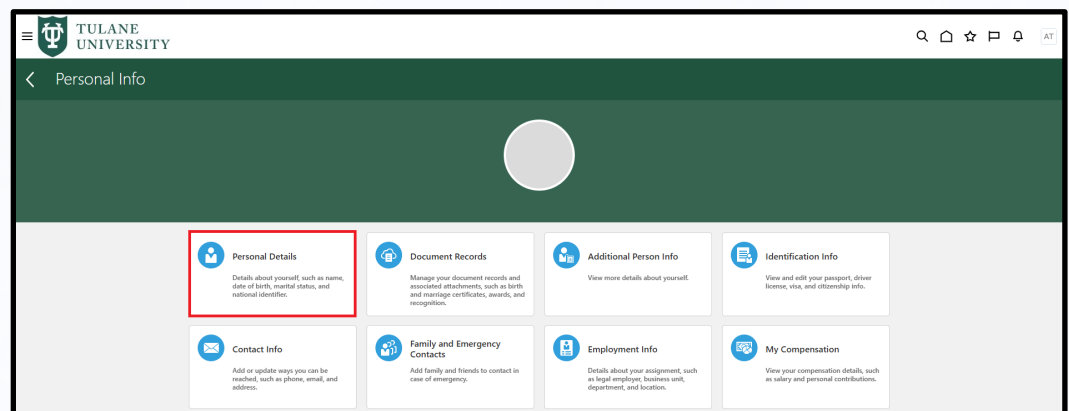 TULANE
UNIVERSITY
AT
Personal Info
Personal Details
Details about yourself, such as name,
date of birth, marital status, and
national identifier.
Document Records
Manage your document records and
associated attachments, such as birth
and marriage certificates, awards, and
recognition.
Additional Person Info
View more details about yourself.
Identification Info
View and edit your passport, driver
license, visa, and citizenship info.
Contact Info
Add or update ways you can be
reached, such as phone, email, and
address.
Family and Emergency
Contacts
Add family and friends to contact in
case of emergency.
Employment Info
Details about your assignment, such
as legal employer, business unit,
department, and location.
My Compensation
View your compensation details, such
as salary and personal contributions.